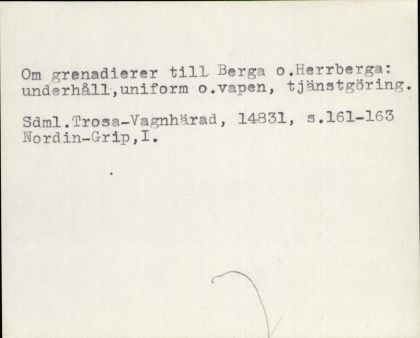 Om grenadierer till Berga o.Herrberga:
underhåll,uniform o.vapen, tjänstgöring.
Sdml.Trosa-Vagnhärad, 14831, s.161-163
Nordin-Grip,I.